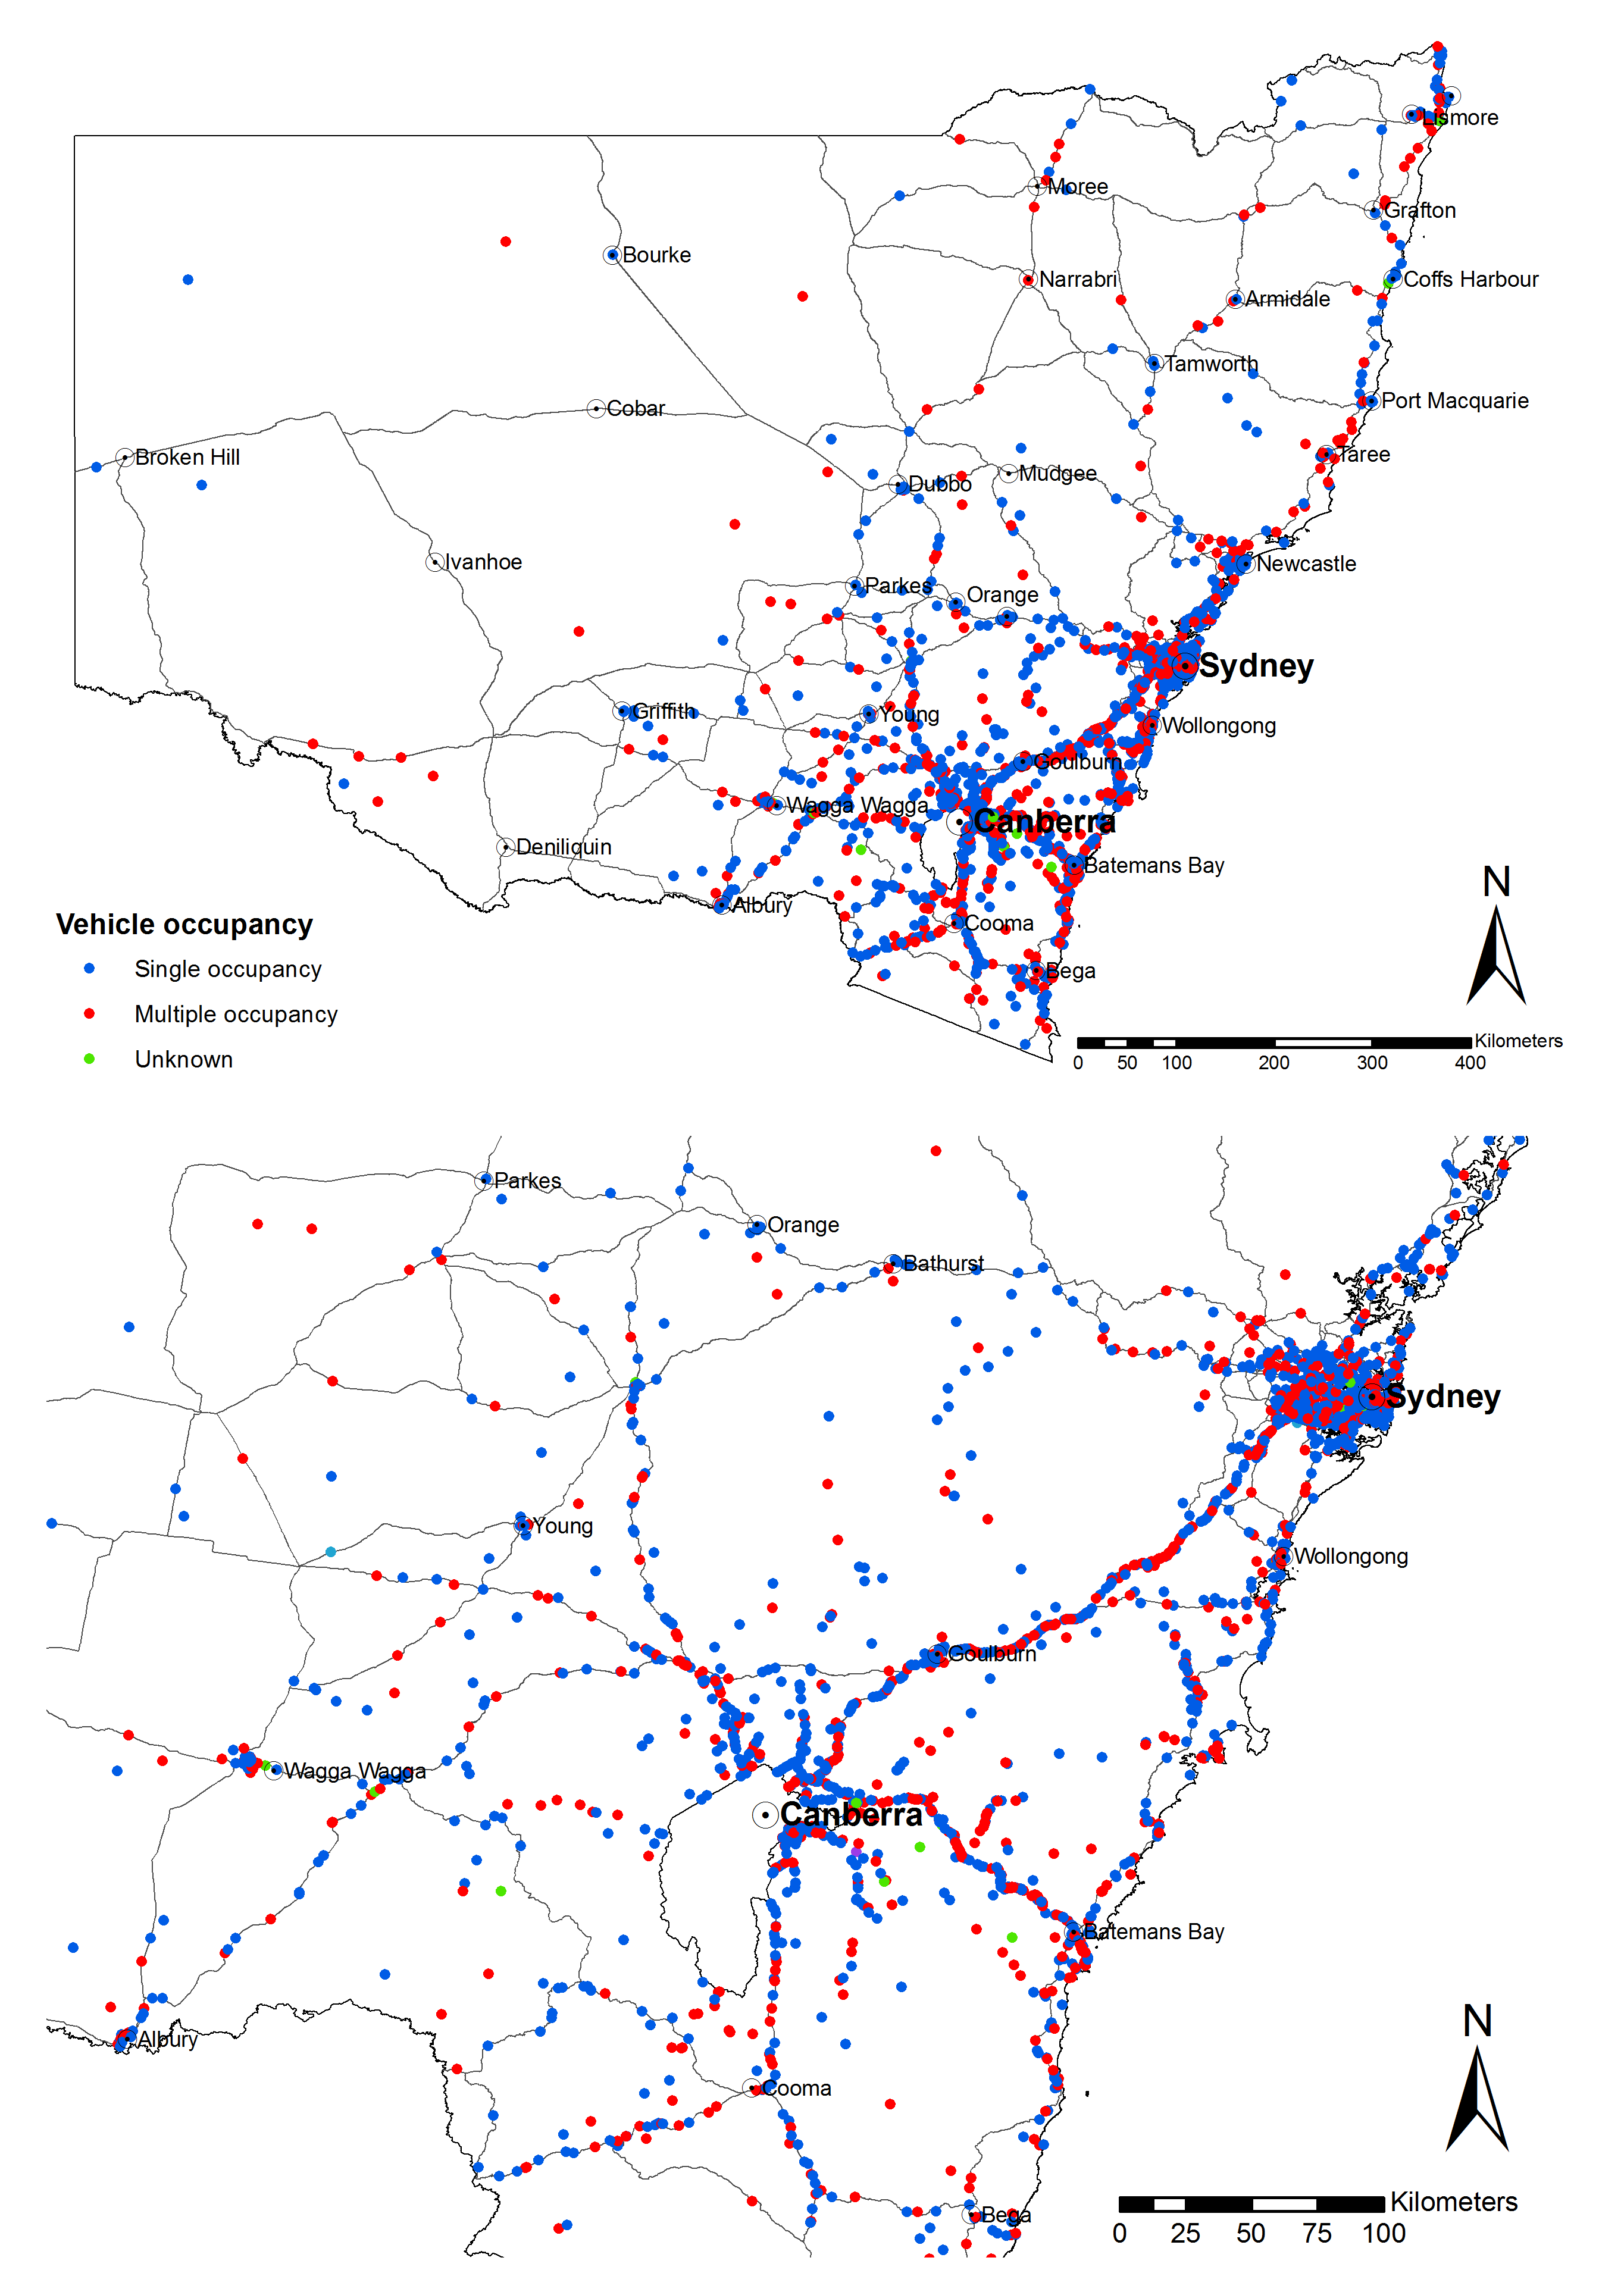 Lismore
Moree
Grafton
Bourke
Narrabri
Coffs Harbour
Armidale
Tamworth
Cobar
Port Macquarie
Broken Hill
Taree
Mudgee
Dubbo
Ivanhoe
Newcastle
Parkes
Orange
Sydney
Griffith
Young
Wollongong
Goulburn
Wagga Wagga
Canberra
Deniliquin
Batemans Bay
N
Albury
Vehicle occupancy
Cooma
Single occupancy
Bega
Multiple occupancy
Kilometers
Unknown
0 50 100 200 300 400
Parkes
Orange
Bathurst
Sydney
Young
Wollongong
Goulburn
Wagga Wagga
Canberra
Batemans Bay
N
Albury
Cooma
Kilometers
Bega
0 25 50 75 100